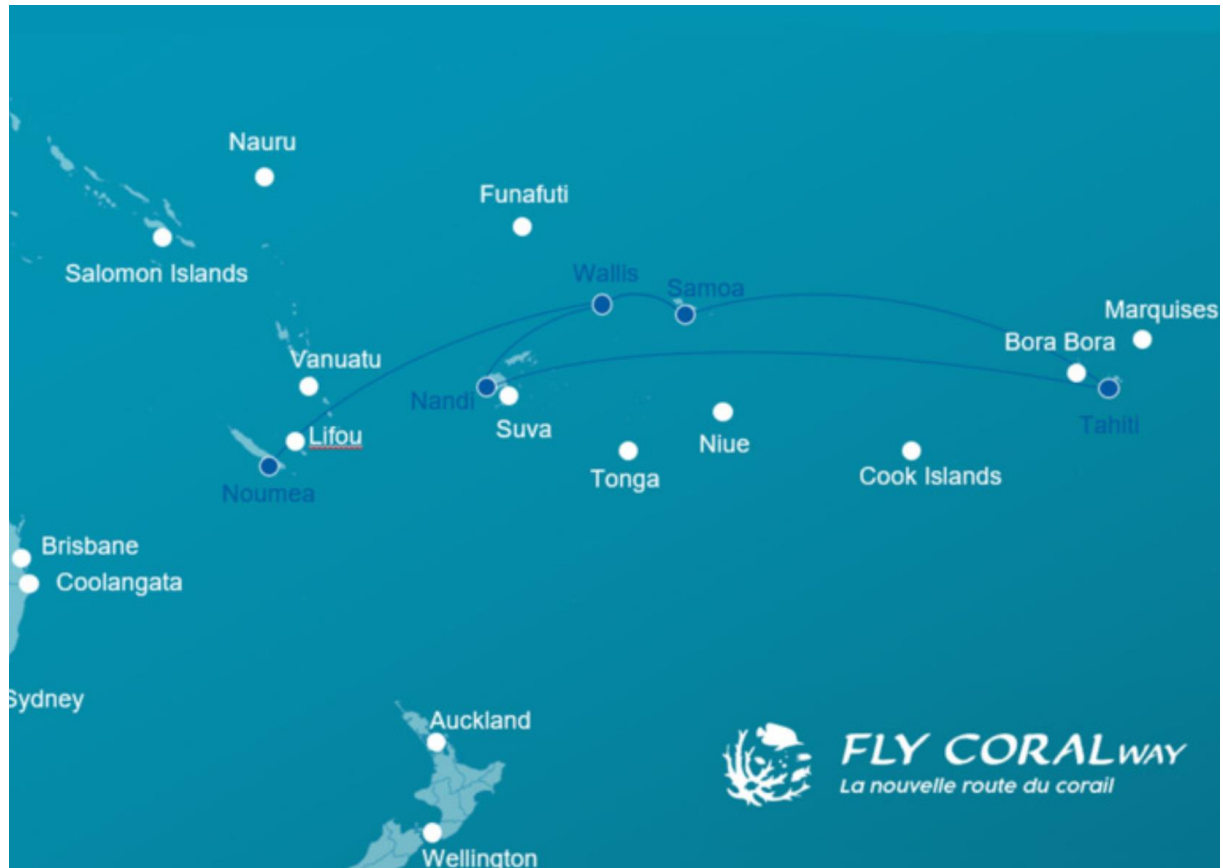 Nauru
Funafuti
Salomon Islands
Wallis
Samoa
Marquises
Bora Bora
Vanuatu
Nandi
Suva
Tahiti
Lifou
Niue
Tonga
Cook Islands
Noumea
Brisbane
Coolangata
Sydney
Auckland
FLY CORALWAY
La nouvelle route du corail
Wellington